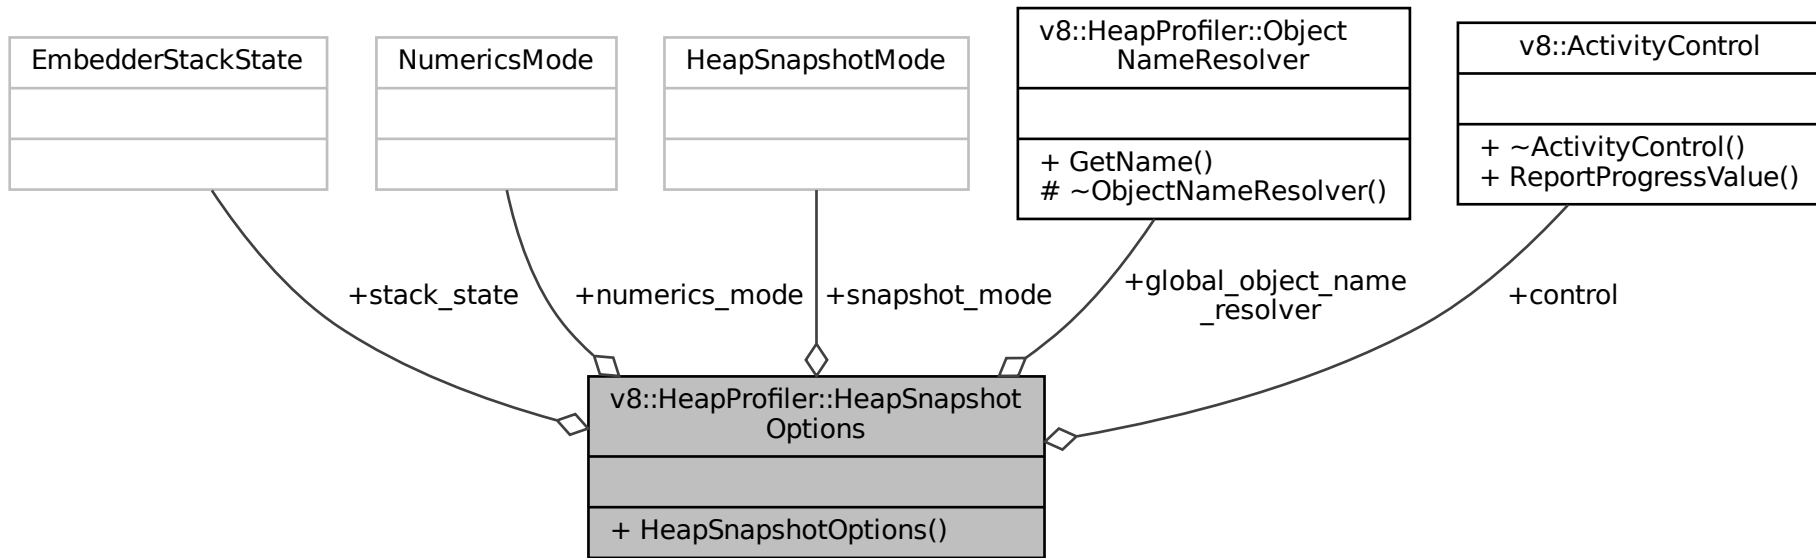 EmbedderStackState
NumericsMode
HeapSnapshotMode
v8::HeapProfiler::Object
NameResolver
+ GetName()
# ~ObjectNameResolver()
v8::ActivityControl
+ ~ActivityControl()
+ ReportProgressValue()
+stack_state
+numerics_mode
+snapshot_mode
+global_object_name
_resolver
+control
v8::HeapProfiler::HeapSnapshot
Options
+ HeapSnapshotOptions()